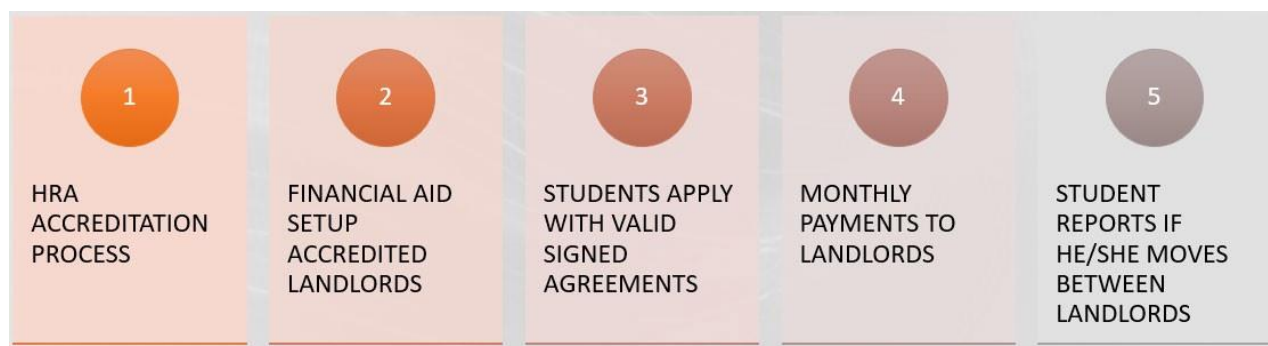 1
HRA
ACCREDITATION
PROCESS
2
FINANCIAL AID
SETUP
ACCREDITED
LANDLORDS
3
STUDENTS APPLY
WITH VALID
SIGNED
AGREEMENTS
4
MONTHLY
PAYMENTS TO
LANDLORDS
5
STUDENT
REPORTS IF
HE/SHE MOVES
BETWEEN
LANDLORDS